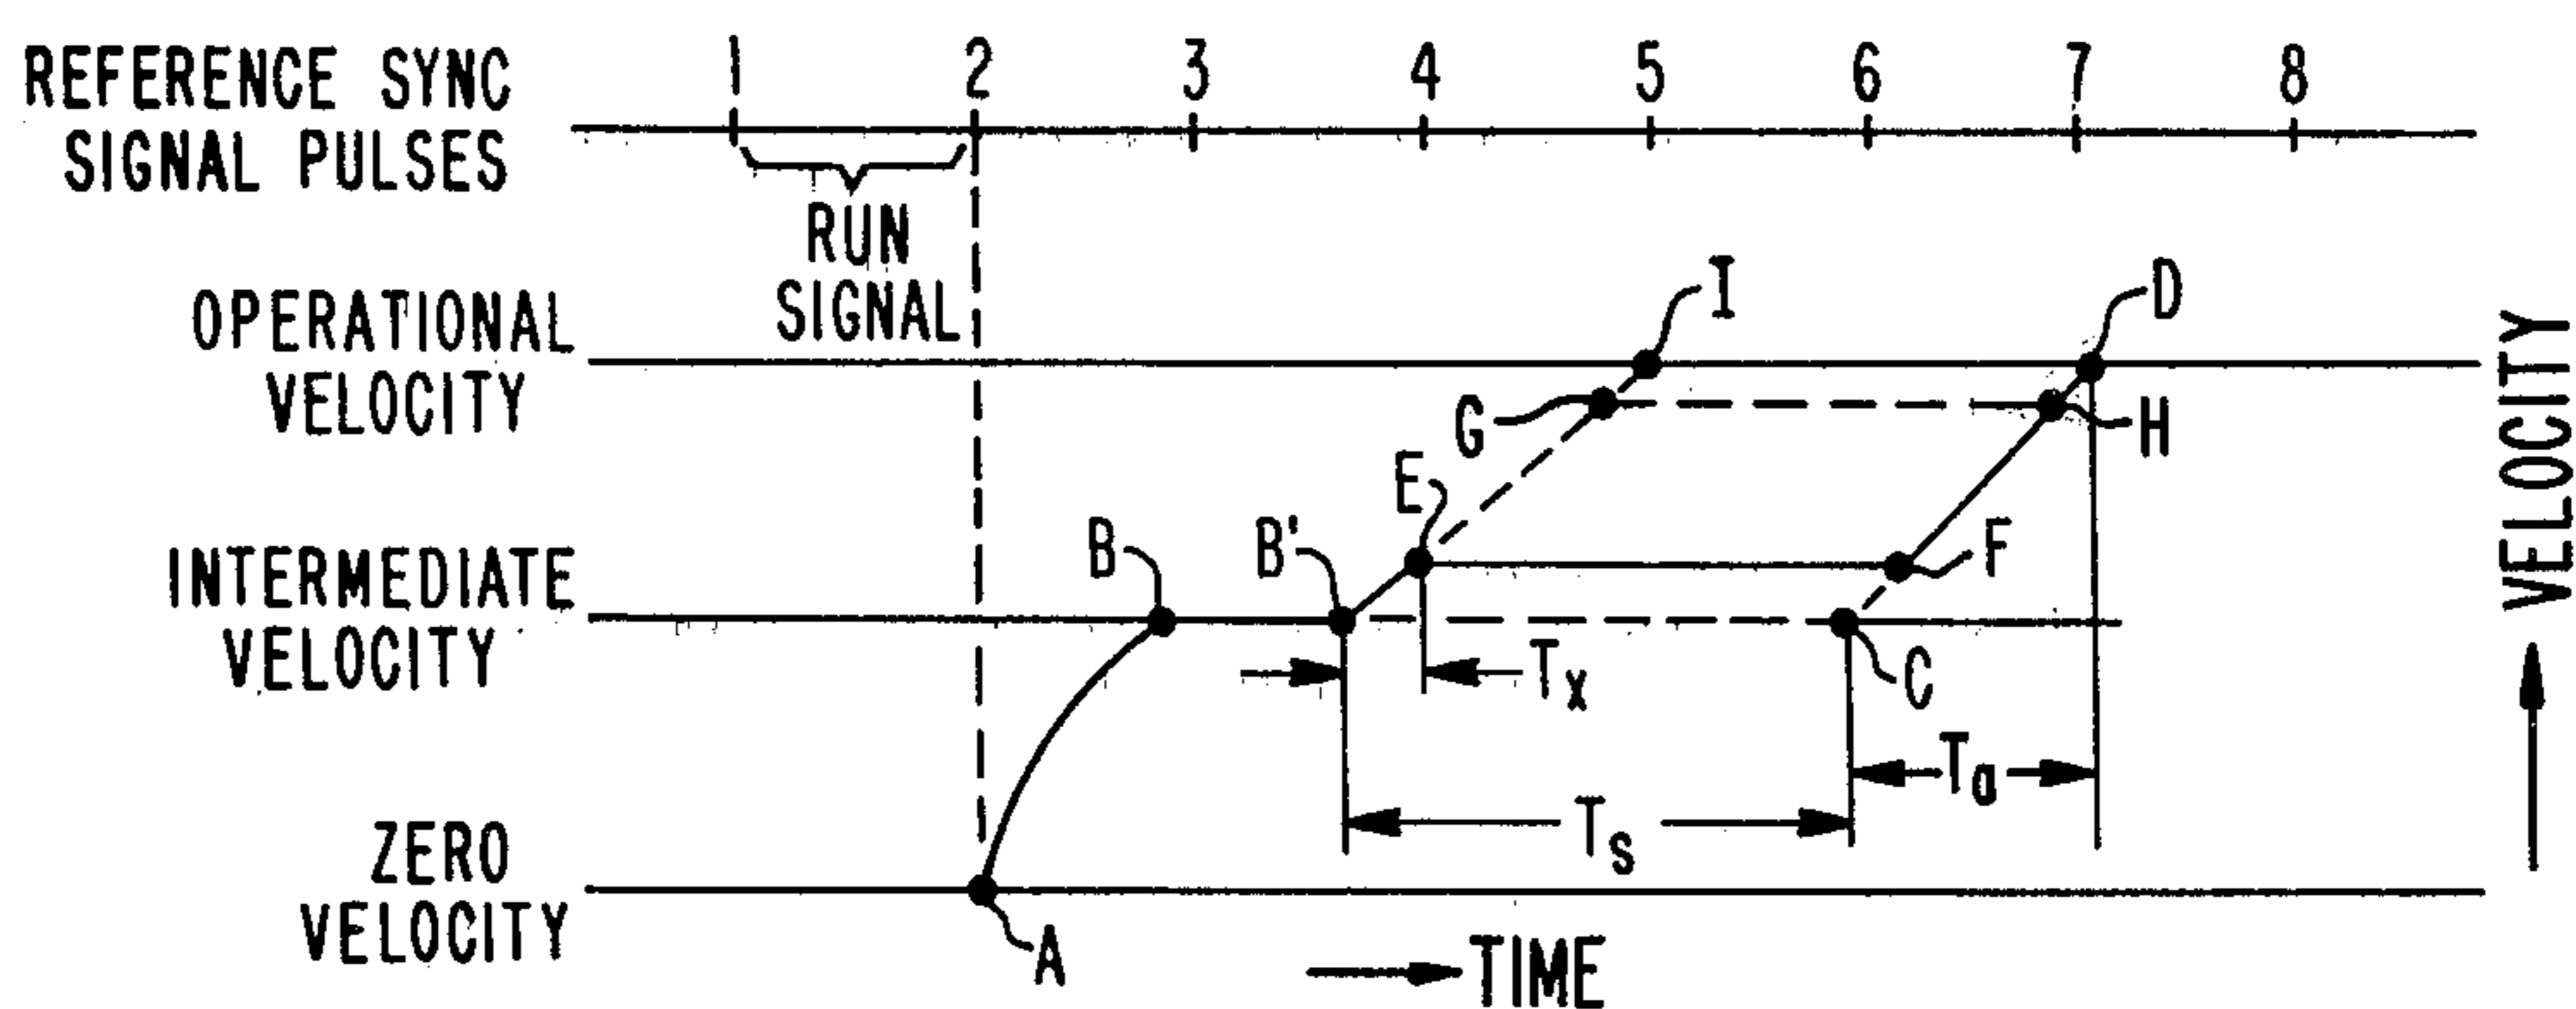 REFERENCE SYNC
SIGNAL PULSES
1 2 3 4 5 6 7 8
RUN
SIGNAL
OPERATIONAL
VELOCITY
I
D
G
H
E
F
B
B'
INTERMEDIATE
VELOCITY
C
Tx
Ta
Ts
ZERO
VELOCITY
A
TIME
VELOCITY